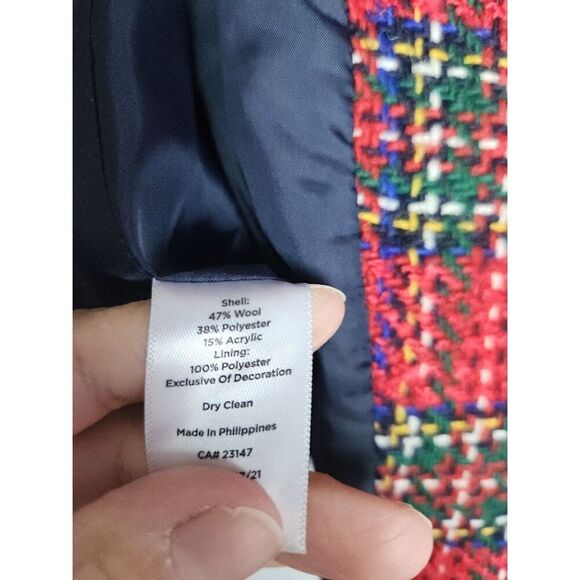 Shell:
47% Wool
38% Polyester
15% Acrylic
Lining:
100% Polyester
Exclusive Of Decoration
Dry Clean
Made In Philippines
CA# 23147
/21